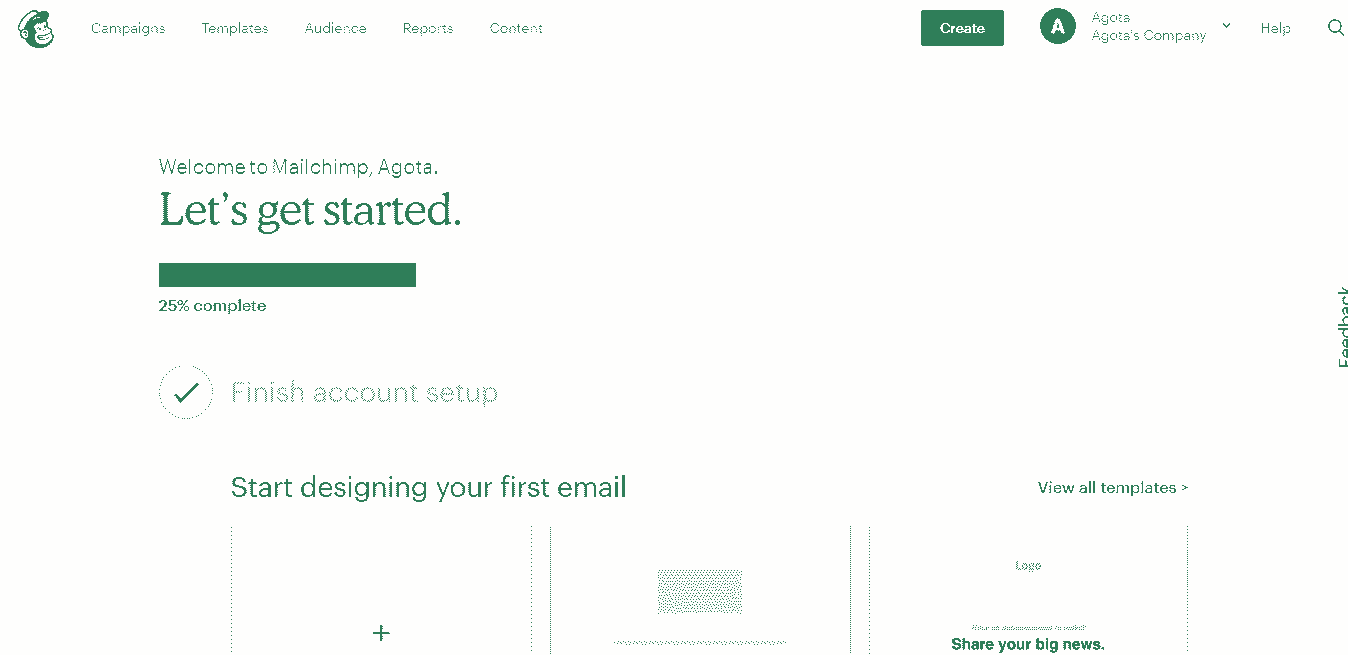 Campaigns Templates Audience Reports Content Create A Agota Help
Agota's Company
Welcome to Mailchimp, Agota.
Let's get started.
25% complete
Feedback
Finish account setup
Start designing your first email View all templates >
Logo
Share your big news.